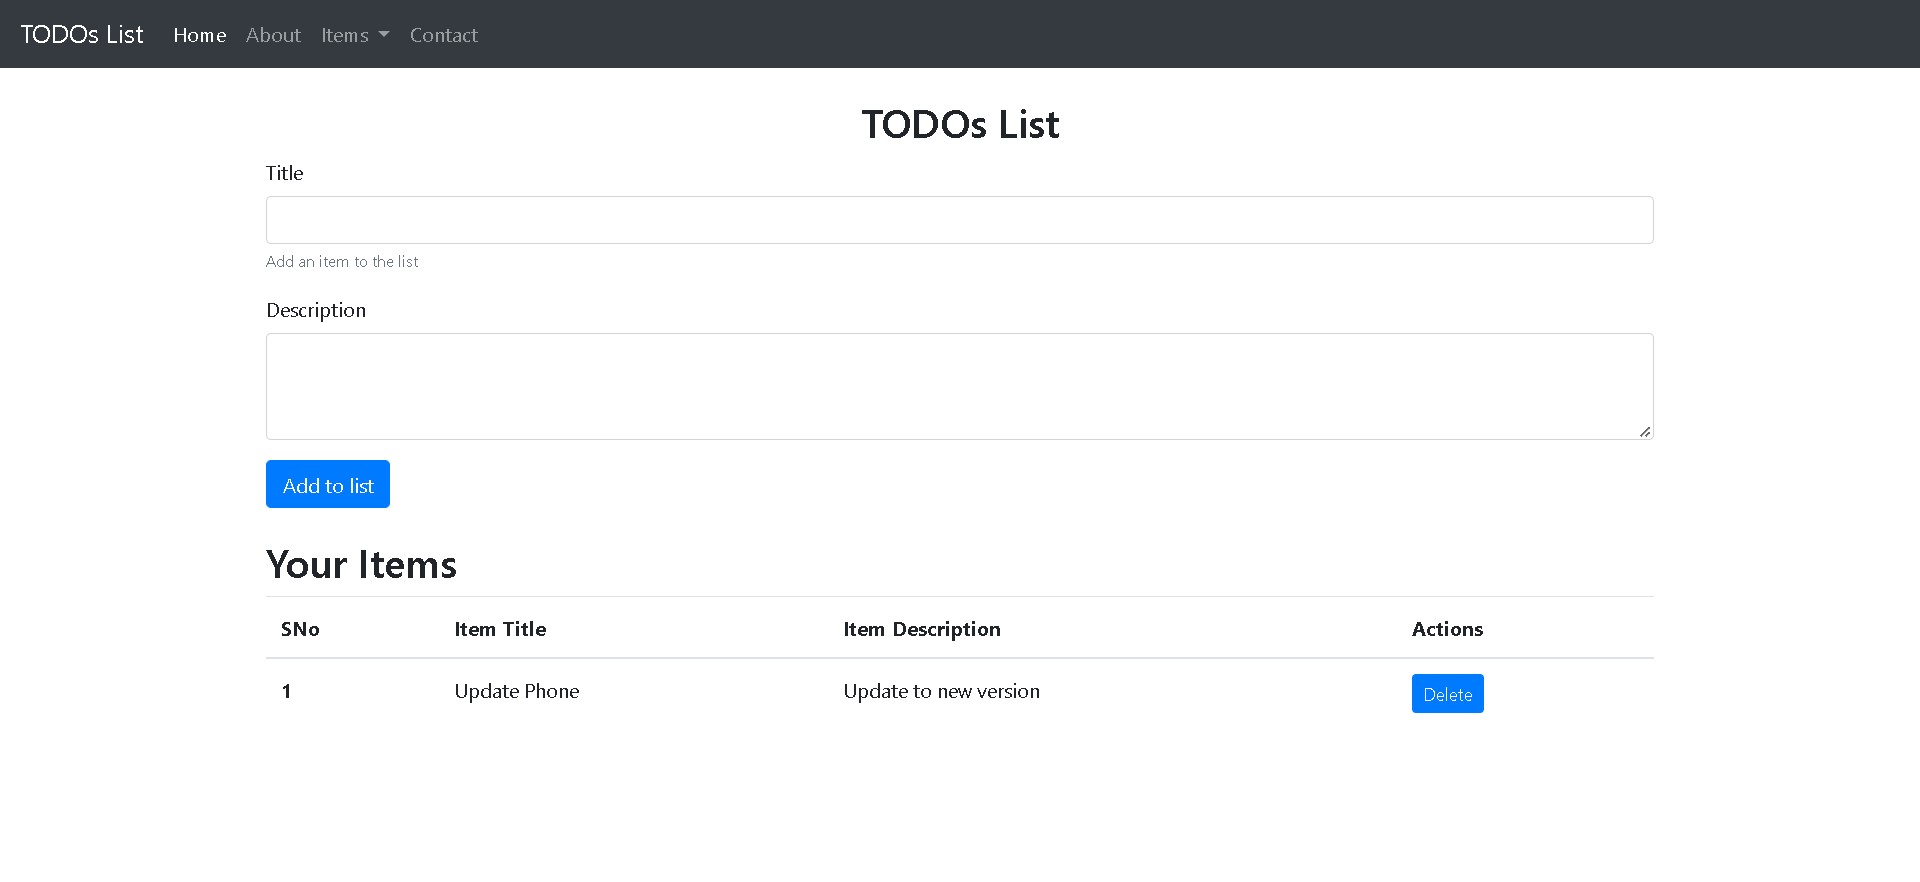 TODOs List Home About Items Contact
TODOs List
Title
Add an item to the list
Description
Add to list
Your Items
SNo Item Title Item Description Actions
1 Update Phone Update to new version Delete